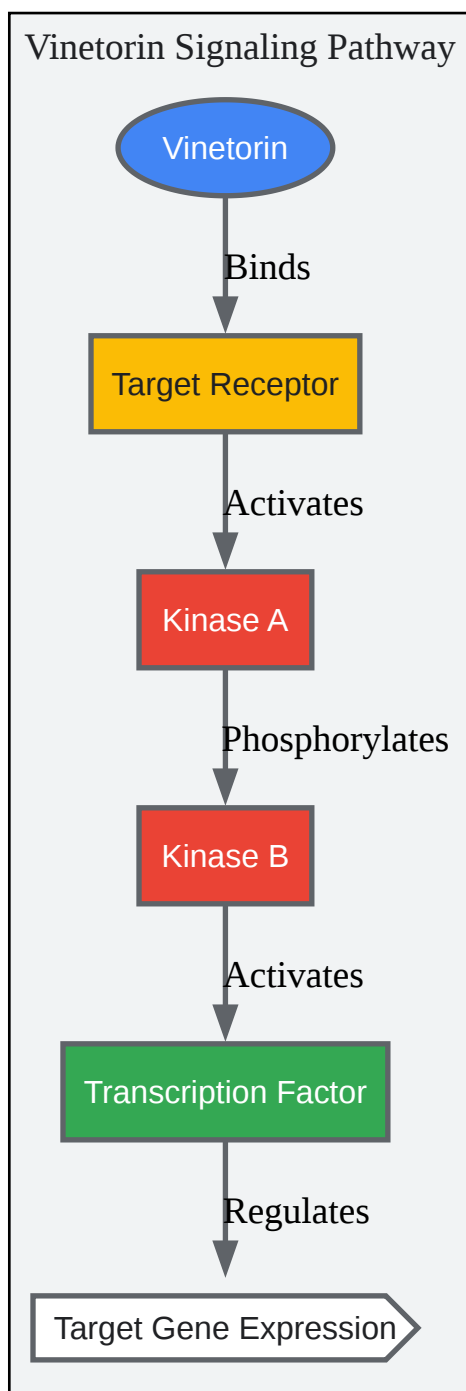 Vinetorin Signaling Pathway
Vinetorin
Binds
Target Receptor
Activates
Kinase A
Phosphorylates
Kinase B
Activates
Transcription Factor
Regulates
Target Gene Expression